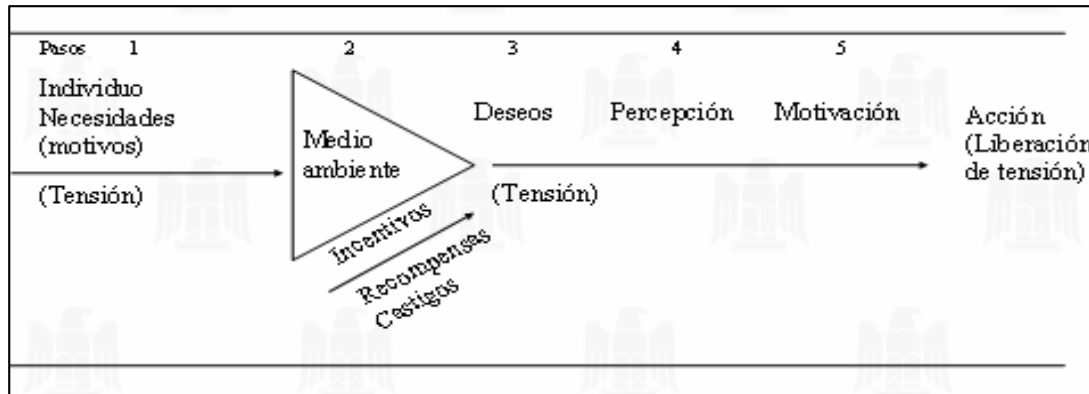 Pasos 1 2 3 4 5
Individuo
Necesidades
(motivos)
(Tensión)
Medio
ambiente
Incentivos
Recompensas
Castigos
Deseos
(Tensión)
Percepción
Motivación
Acción
(Liberación
de tensión)